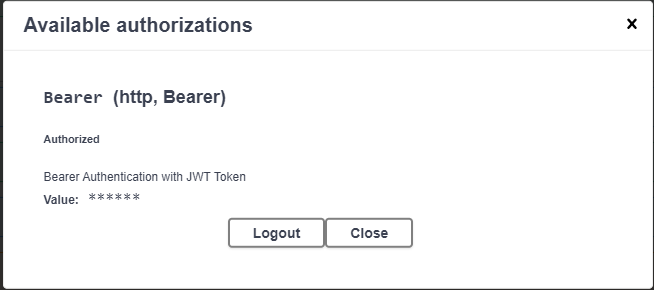 Available authorizations
×
Bearer (http, Bearer)
Authorized
Bearer Authentication with JWT Token
Value: ******
Logout Close